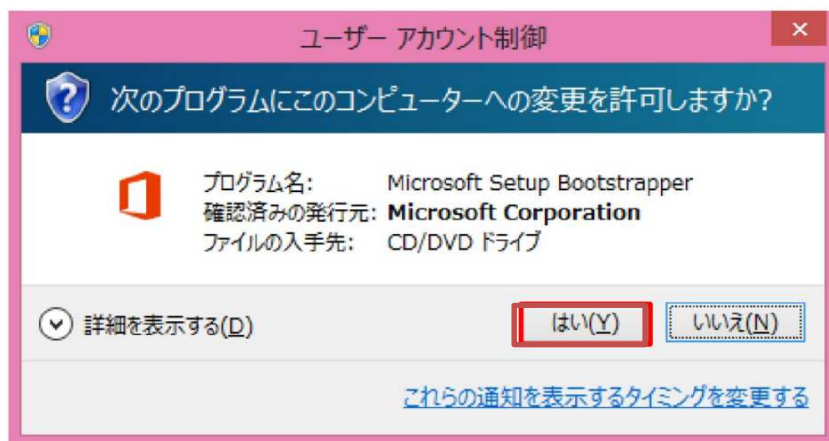 ユーザー アカウント制御
次のプログラムにこのコンピューターへの変更を許可しますか?
プログラム名: Microsoft Setup Bootstrapper
確認済みの発行元: Microsoft Corporation
ファイルの入手先: CD/DVD ドライブ
詳細を表示する(D) はい(Y) いいえ(N)
これらの通知を表示するタイミングを変更する